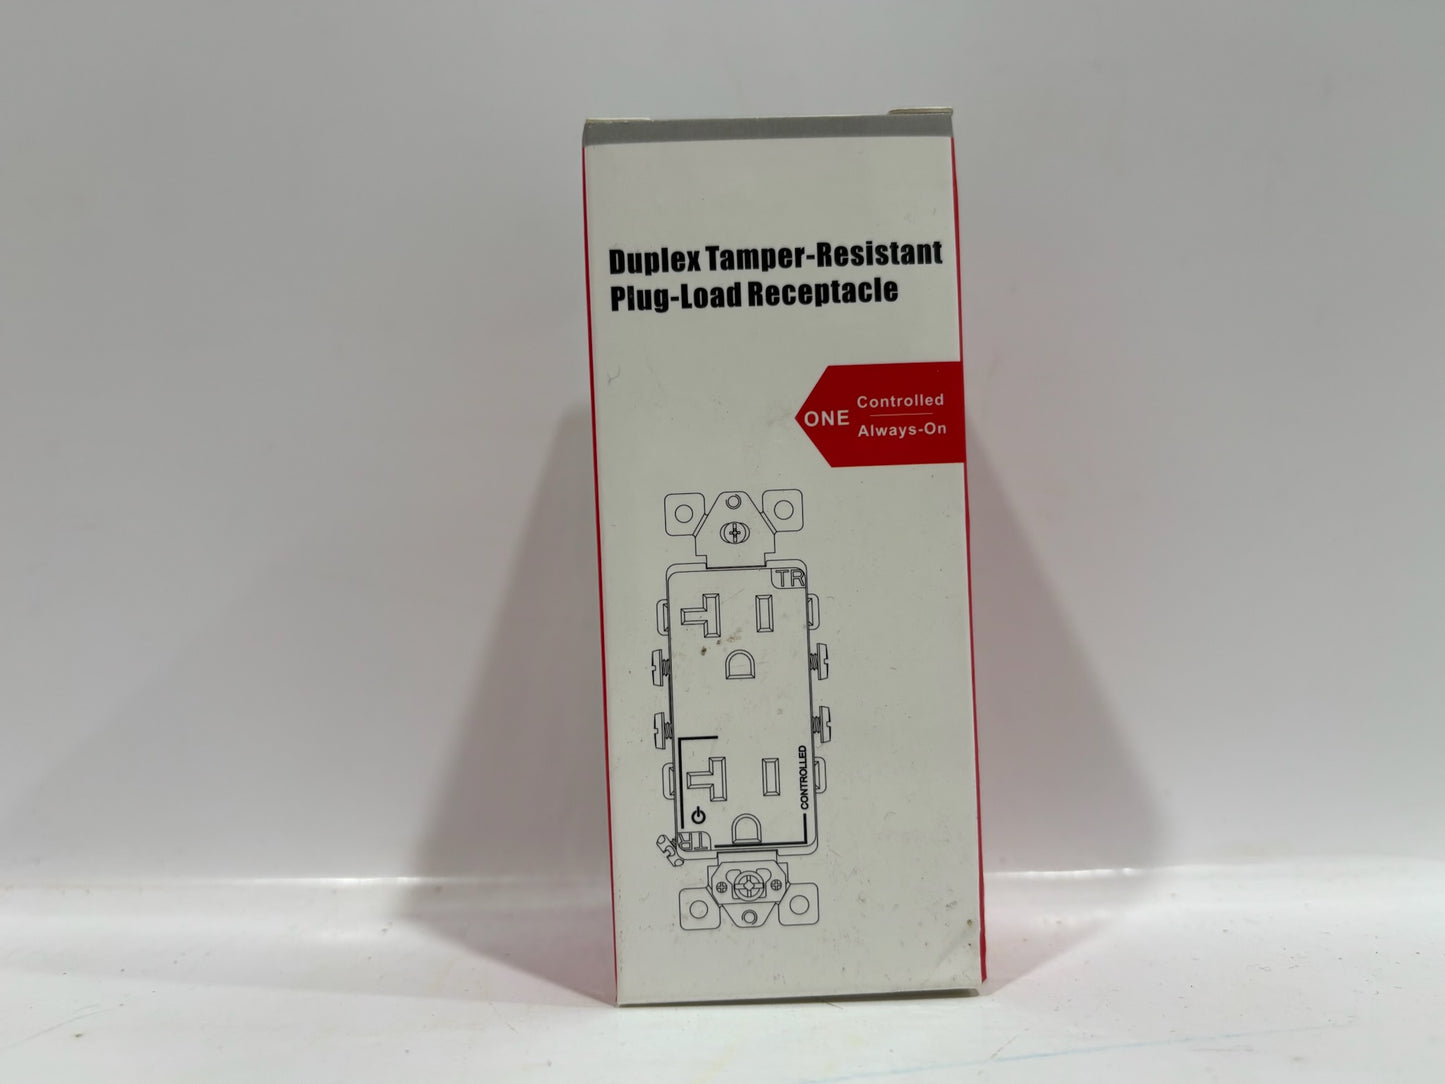 Duplex Tamper-Resistant
Plug-Load Receptacle
ONE
Controlled
Always-On
TR
CONTROLLED
TR